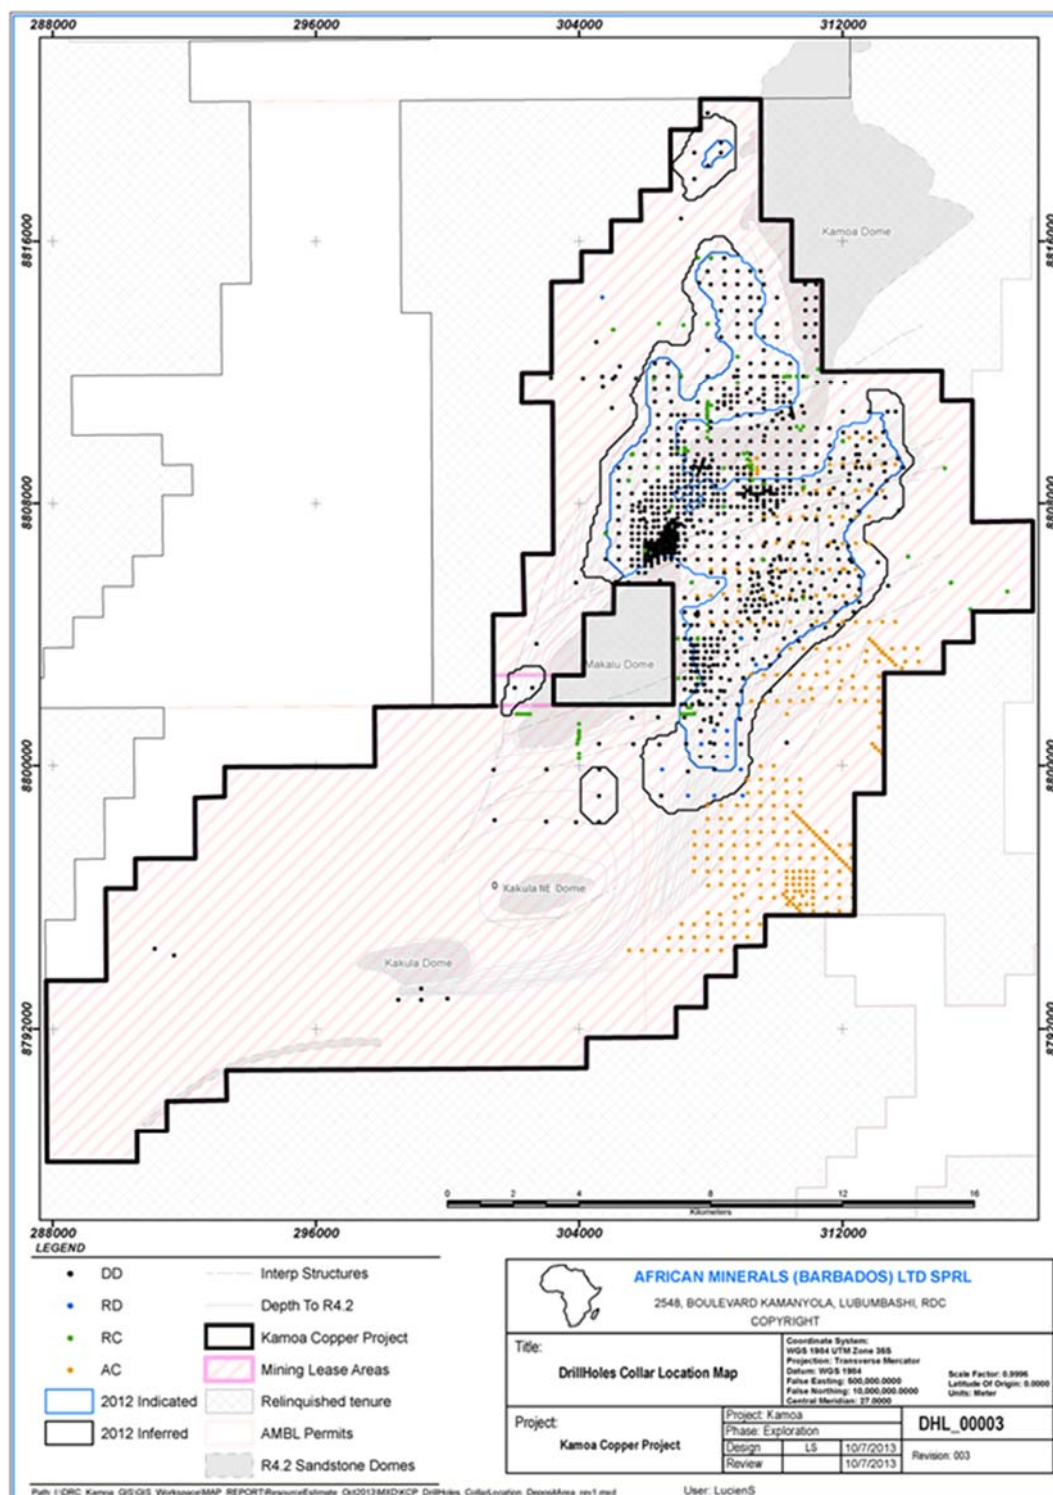 288000 296000 304000 312000
8816000 8816000
Kamoa Dome
8808000 8808000
Makalu Dome
8800000 8800000
Kakula NE Dome
Kakula Dome
8792000 8792000
0 2 4 8 12 16
Kilometers
288000 296000 304000 312000
LEGEND
DD
RD
RC
AC
2012 Indicated
2012 Inferred
Interp Structures
Depth To R4.2
Kamoa Copper Project
Mining Lease Areas
Relinquished tenure
AMBL Permits
R4.2 Sandstone Domes
AFRICAN MINERALS (BARBADOS) LTD SPRL
2548, BOULEVARD KAMANYOLA, LUBUMBASHI, RDC
COPYRIGHT
Title:
DrillHoles Collar Location Map
Coordinate System:
WGS 1984 UTM Zone 35S
Projection: Transverse Mercator
Datum: WGS 1984
False Easting: 500,000.0000
False Northing: 10,000,000.0000
Central Meridian: 27.0000
Scale Factor: 0.9996
Latitude Of Origin: 0.0000
Units: Meter
Project:
Kamoa Copper Project
Project: Kamoa
Phase: Exploration
Design LS 10/7/2013
Review 10/7/2013
DHL_00003
Revision: 003
User: LucienS